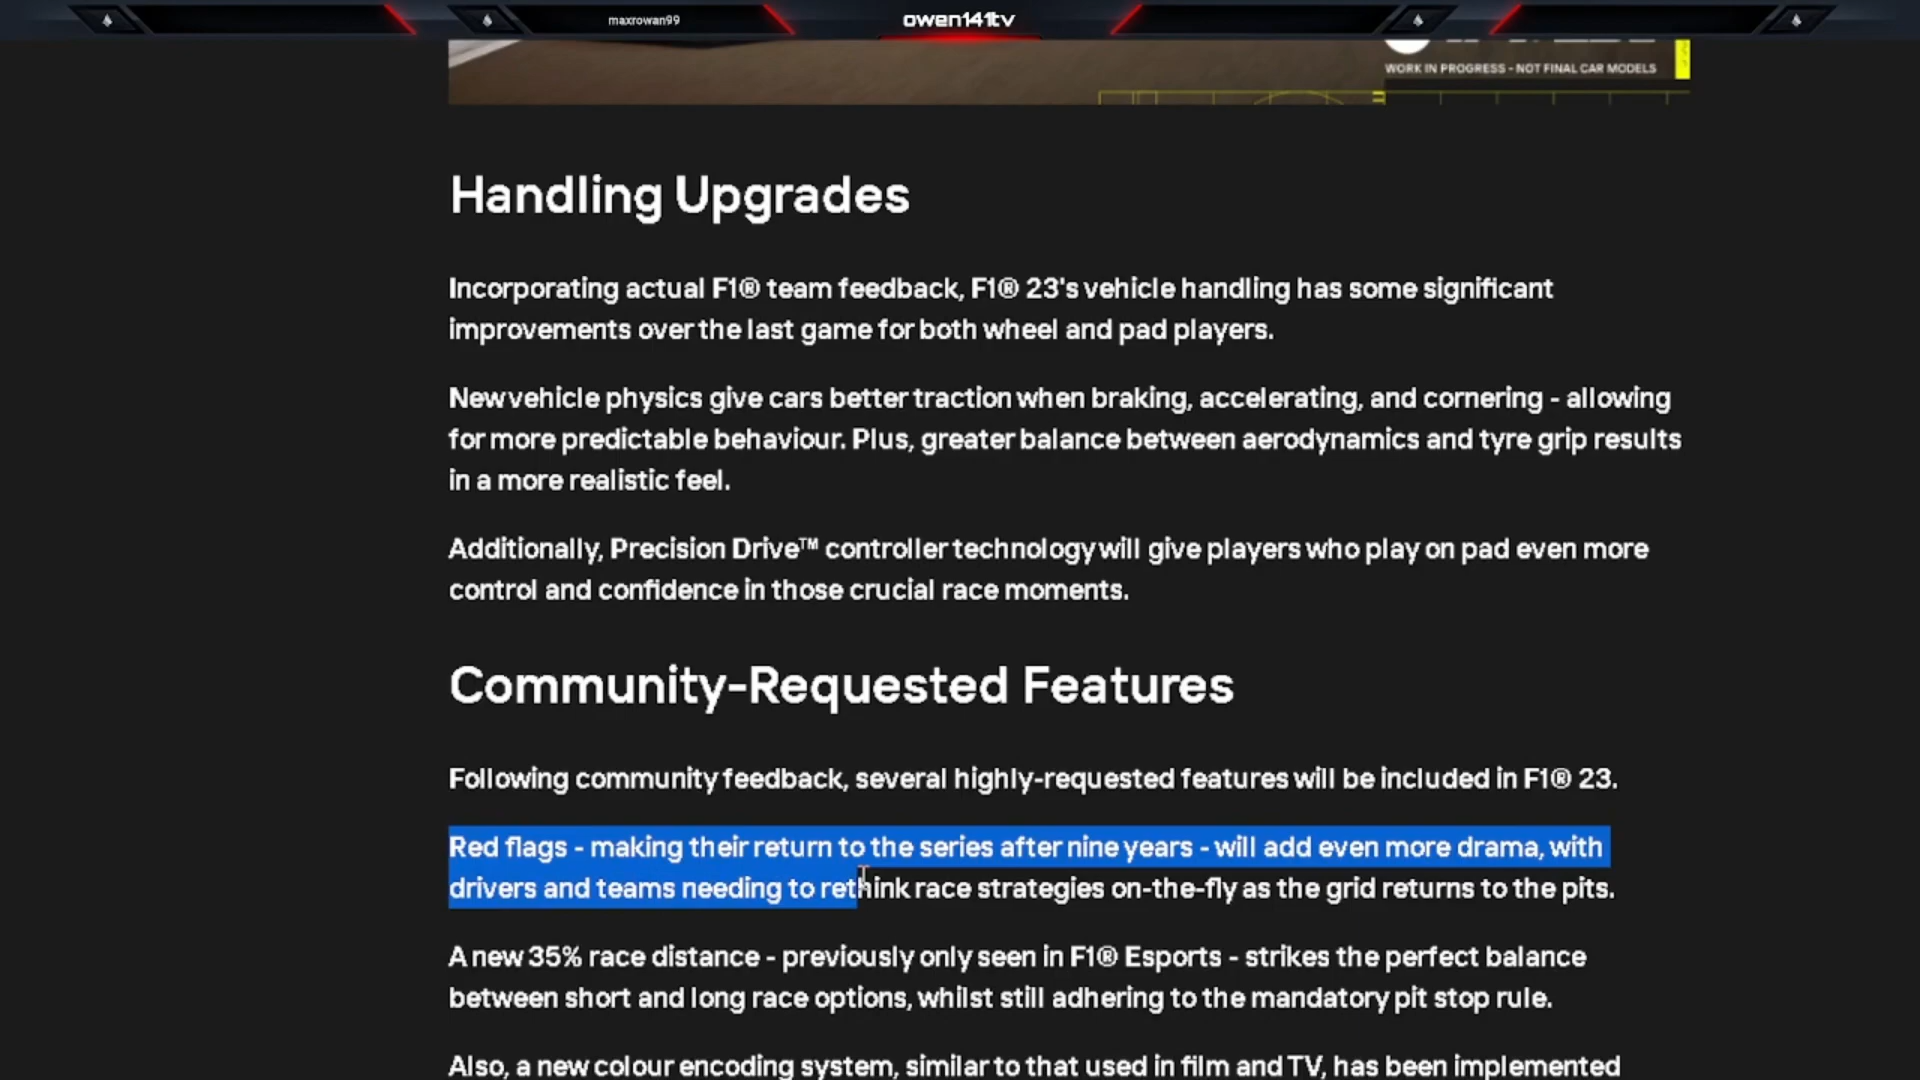 maxrowan99
owen141tv
WORK IN PROGRESS - NOT FINAL CAR MODELS
Handling Upgrades
Incorporating actual F1® team feedback, F1® 23's vehicle handling has some significant
improvements over the last game for both wheel and pad players.
New vehicle physics give cars better traction when braking, accelerating, and cornering - allowing
for more predictable behaviour. Plus, greater balance between aerodynamics and tyre grip results
in a more realistic feel.
Additionally, Precision Drive™ controller technology will give players who play on pad even more
control and confidence in those crucial race moments.
Community-Requested Features
Following community feedback, several highly-requested features will be included in F1® 23.
Red flags - making their return to the series after nine years - will add even more drama, with
drivers and teams needing to rethink race strategies on-the-fly as the grid returns to the pits.
A new 35% race distance - previously only seen in F1® Esports - strikes the perfect balance
between short and long race options, whilst still adhering to the mandatory pit stop rule.
Also, a new colour encoding system, similar to that used in film and TV, has been implemented